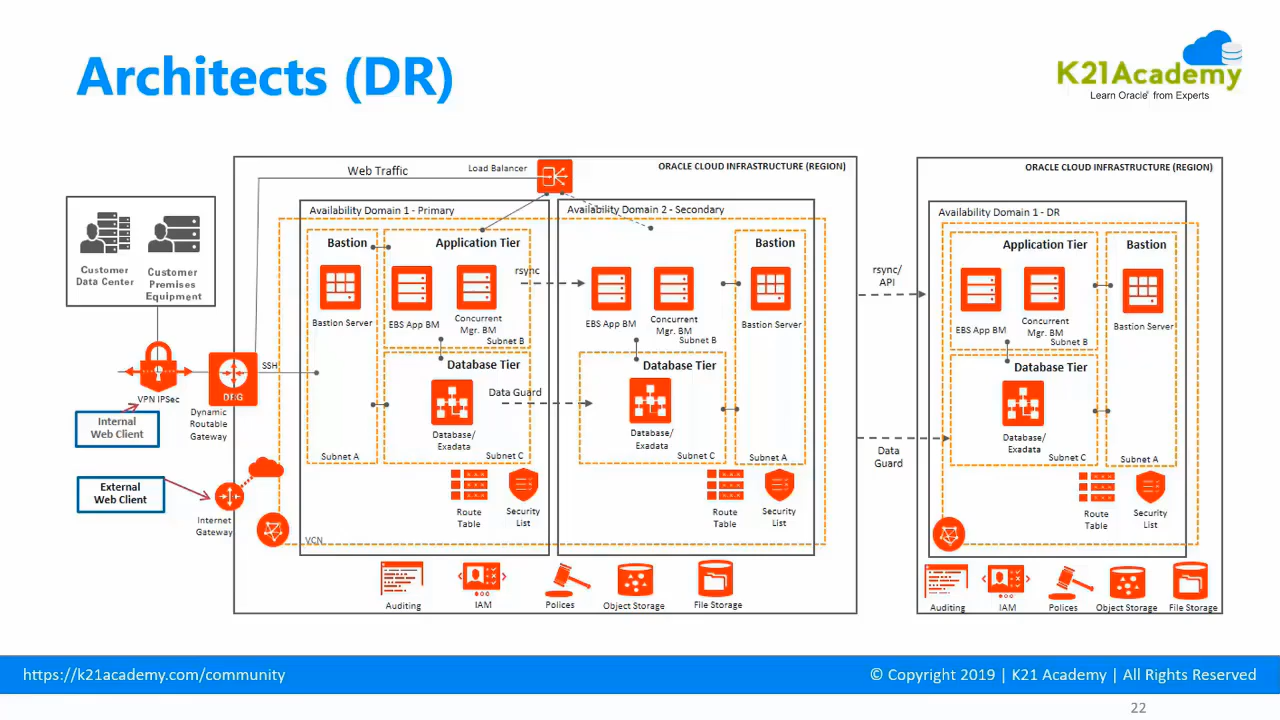 Architects (DR)
K21Academy
Learn Oracle' from Experts
ORACLE CLOUD INFRASTRUCTURE (REGION)
Web Traffic
Load Balancer
Customer
Data Center
Customer
Premises
Equipment
VPN IPSec
Internal
Web Client
External
Web Client
DRG
Dynamic
Routable
Gateway
SSH
Internet
Gateway
Availability Domain 1 - Primary
Bastion
Bastion Server
Subnet A
Application Tier
EBS App BM
Concurrent
Mgr. BM
Subnet B
Database Tier
Database/
Exadata
Subnet C
Route
Table
Security
List
VCN
rsync
Data Guard
Availability Domain 2 - Secondary
EBS App BM
Concurrent
Mgr. BM
Subnet B
Database Tier
Database/
Exadata
Subnet C
Bastion
Bastion Server
Subnet A
Route
Table
Security
List
Auditing
IAM
Polices
Object Storage
File Storage
rsync/
API
Data
Guard
ORACLE CLOUD INFRASTRUCTURE (REGION)
Availability Domain 1 - DR
Application Tier
EBS App BM
Concurrent
Mgr. BM
Subnet B
Database Tier
Database/
Exadata
Subnet C
Bastion
Bastion Server
Subnet A
Route
Table
Security
List
Auditing
IAM
Polices
Object Storage
File Storage
https://k21academy.com/community
© Copyright 2019 | K21 Academy | All Rights Reserved
22